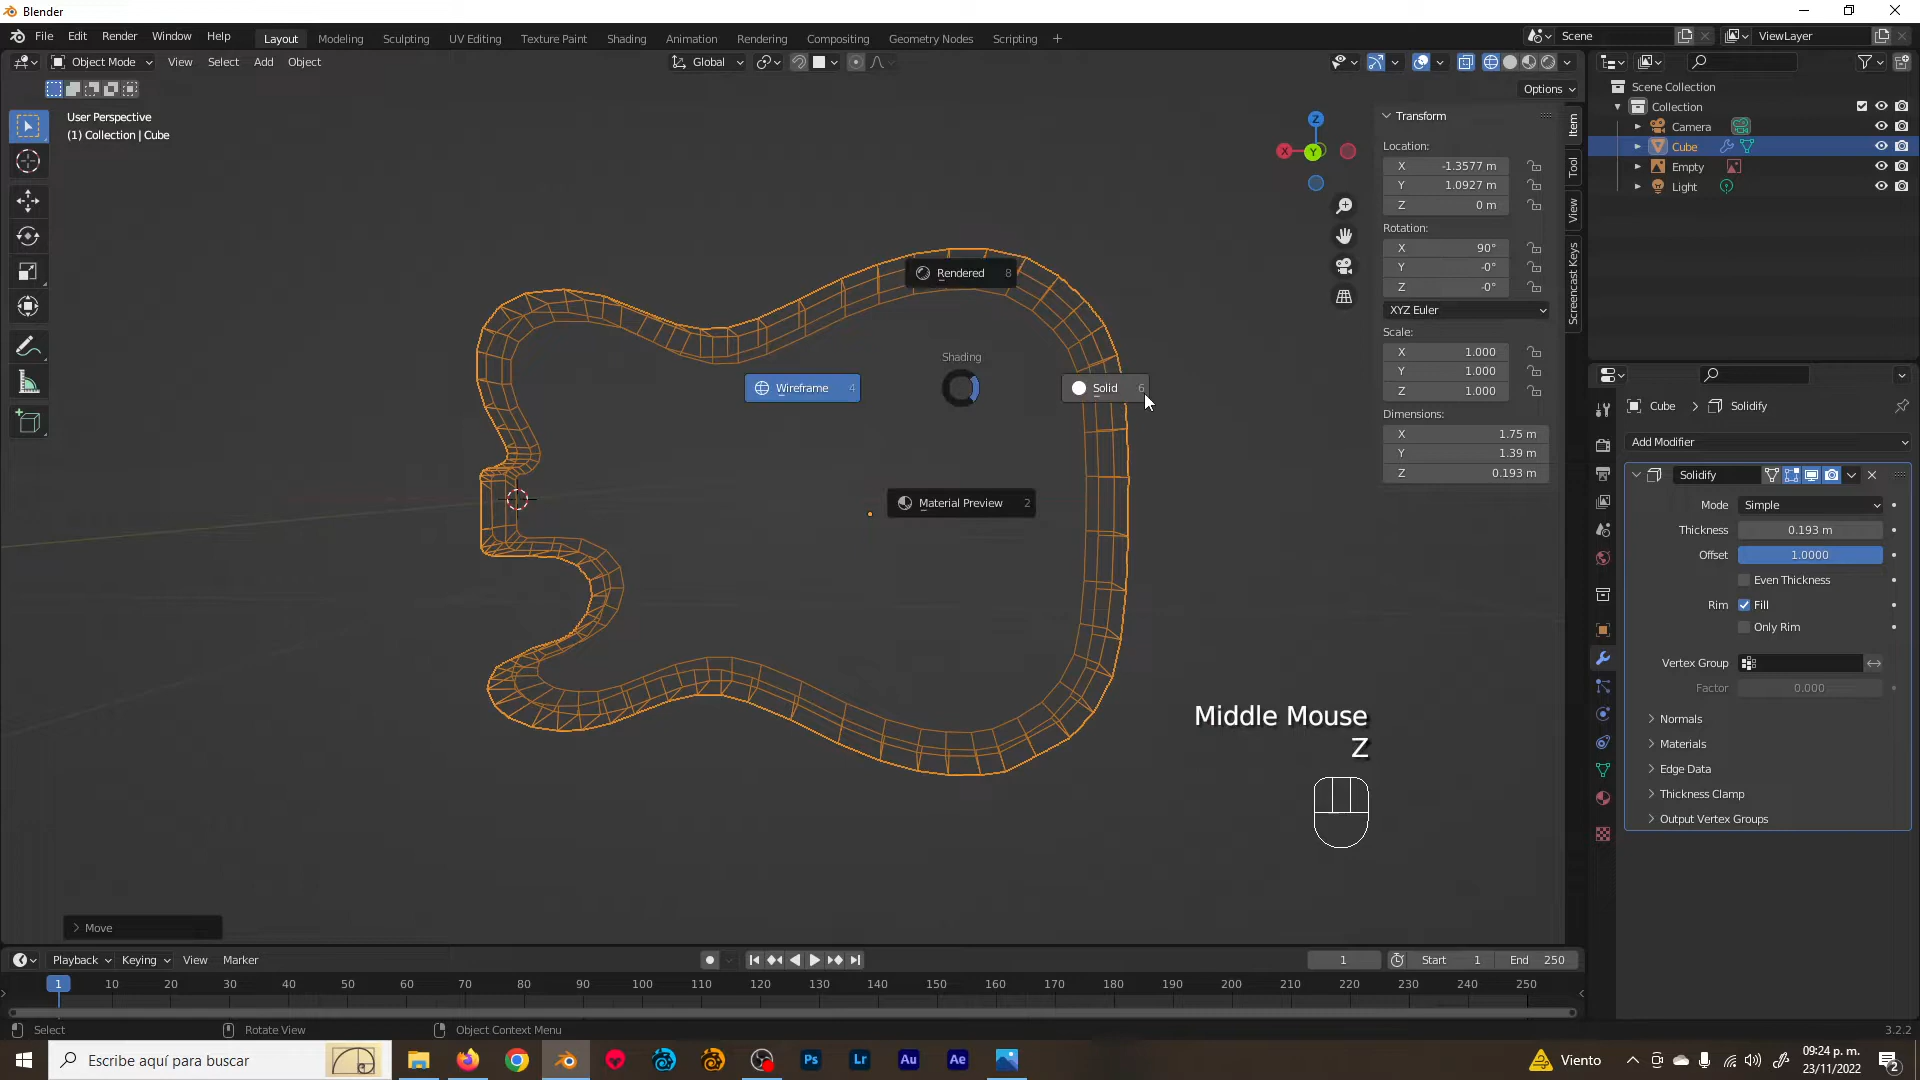 Blender
File Edit Render Window Help
Layout Modeling Sculpting UV Editing Texture Paint Shading Animation Rendering Compositing Geometry Nodes Scripting +
Scene
ViewLayer
Object Mode View Select Add Object
Global
Options
User Perspective
(1) Collection | Cube
Z
X
Y
Transform
Location:
X -1.3577 m
Y 1.0927 m
Z 0 m
Rotation:
X 90°
Y -0°
Z -0°
XYZ Euler
Scale:
X 1.000
Y 1.000
Z 1.000
Dimensions:
X 1.75 m
Y 1.39 m
Z 0.193 m
Item
Tool
View
Screencast Keys
Scene Collection
Collection
Camera
Cube
Empty
Light
Rendered 8
Shading
Wireframe 4
Solid 6
Material Preview 2
Cube > Solidify
Add Modifier
Solidify
Mode Simple
Thickness 0.193 m
Offset 1.0000
Even Thickness
Rim Fill
Only Rim
Vertex Group
Factor 0.000
Normals
Materials
Edge Data
Thickness Clamp
Output Vertex Groups
Middle Mouse
Z
Move
Playback Keying View Marker
1 Start 1 End 250
1 10 20 30 40 50 60 70 80 90 100 110 120 130 140 150 160 170 180 190 200 210 220 230 240 250
Select Rotate View Object Context Menu
3.2.2
Escribe aquí para buscar
Ps Lr Au Ae
Viento
09:24 p. m.
23/11/2022
2